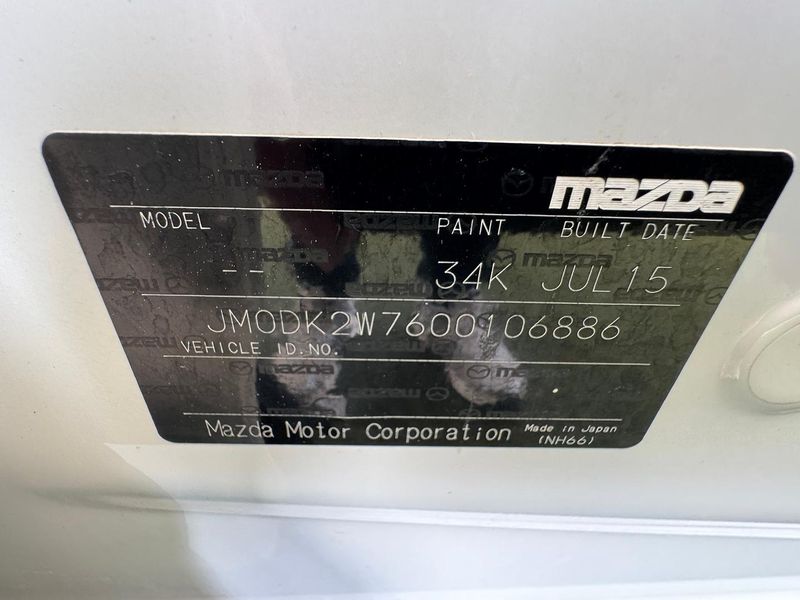 mazda
MODEL PAINT BUILT DATE
-- 34K JUL 15
JM0DK2W7600106886
VEHICLE ID.NO.
Mazda Motor Corporation Made in Japan
(NH66)